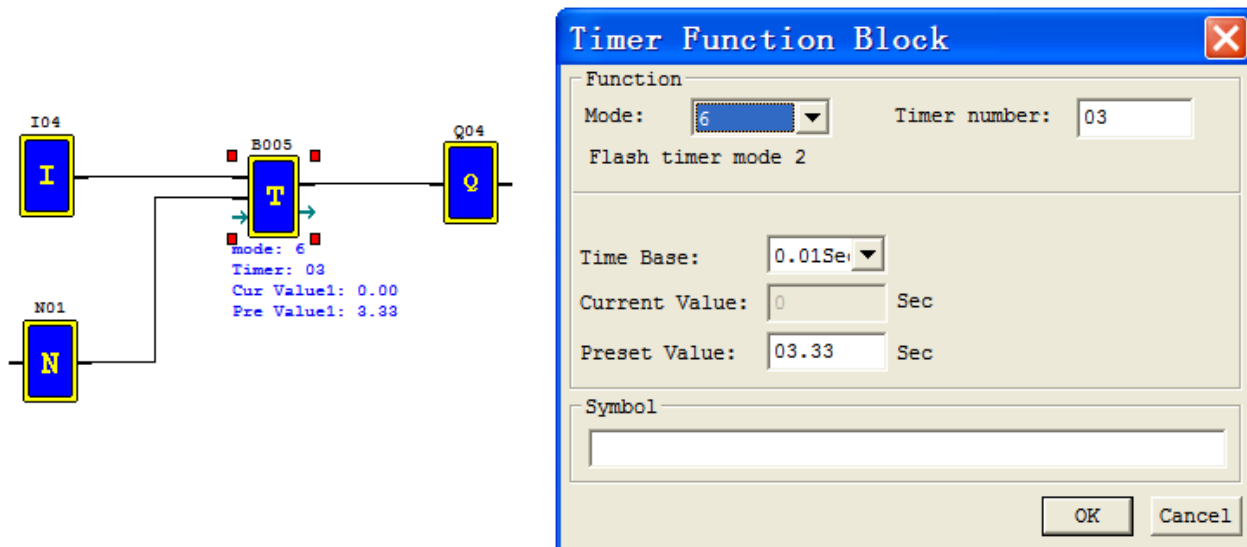 I04
I
B005
T
Q04
Q
mode: 6
Timer: 03
Cur Value1: 0.00
Pre Value1: 3.33
N01
N
Timer Function Block
Function
Mode: 6 Timer number: 03
Flash timer mode 2
Time Base: 0.01Se
Current Value: 0 Sec
Preset Value: 03.33 Sec
Symbol
OK Cancel